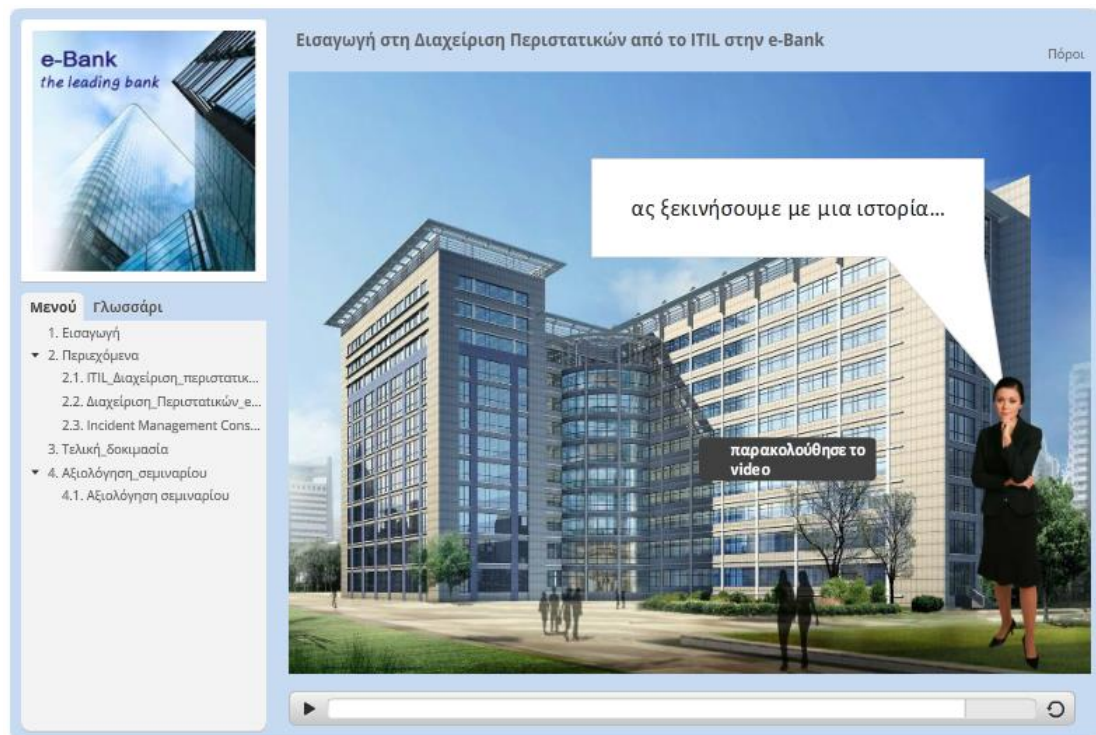 e-Bank
the leading bank
Εισαγωγή στη Διαχείριση Περιστατικών από το ITIL στην e-Bank
Πόροι
Μενού Γλωσσάρι
1. Εισαγωγή
2. Περιεχόμενα
2.1. ITIL_Διαχείριση_περιστατικ...
2.2. Διαχείριση_Περιστατικών_e...
2.3. Incident Management Cons...
3. Τελική_δοκιμασία
4. Αξιολόγηση_σεμιναρίου
4.1. Αξιολόγηση σεμιναρίου
ας ξεκινήσουμε με μια ιστορία...
παρακολούθησε το
video